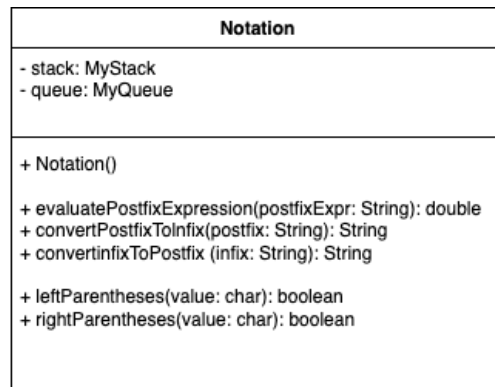 Notation
- stack: MyStack
- queue: MyQueue
+ Notation()
+ evaluatePostfixExpression(postfixExpr: String): double
+ convertPostfixToInfix(postfix: String): String
+ convertinfixToPostfix (infix: String): String
+ leftParentheses(value: char): boolean
+ rightParentheses(value: char): boolean